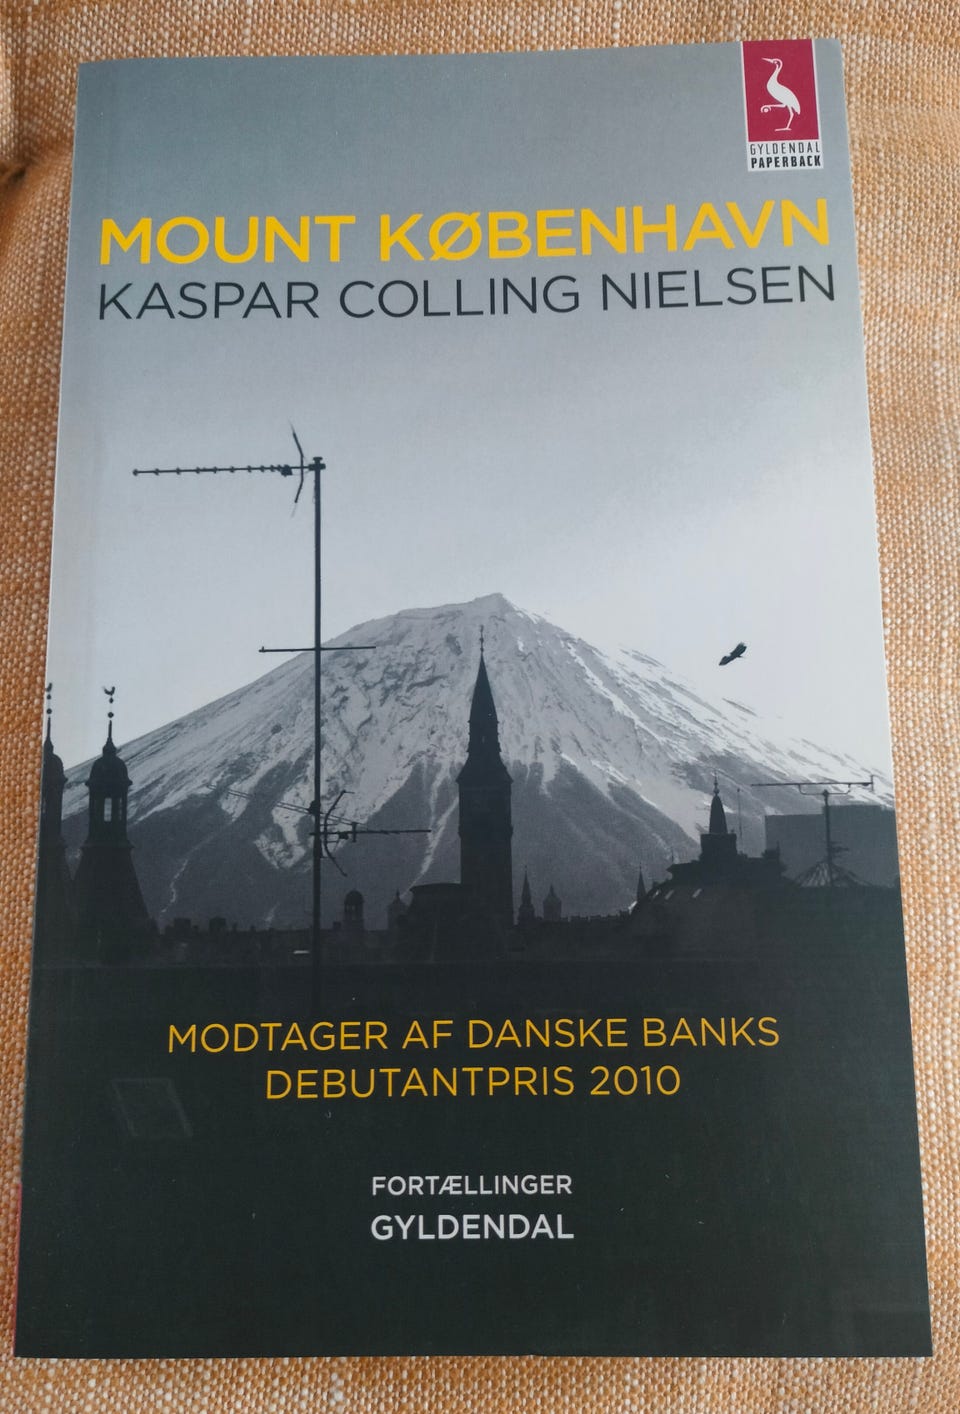 GYLDENDAL
PAPERBACK
MOUNT KØBENHAVN
KASPAR COLLING NIELSEN
MODTAGER AF DANSKE BANKS
DEBUTANTPRIS 2010
FORTÆLLINGER
GYLDENDAL